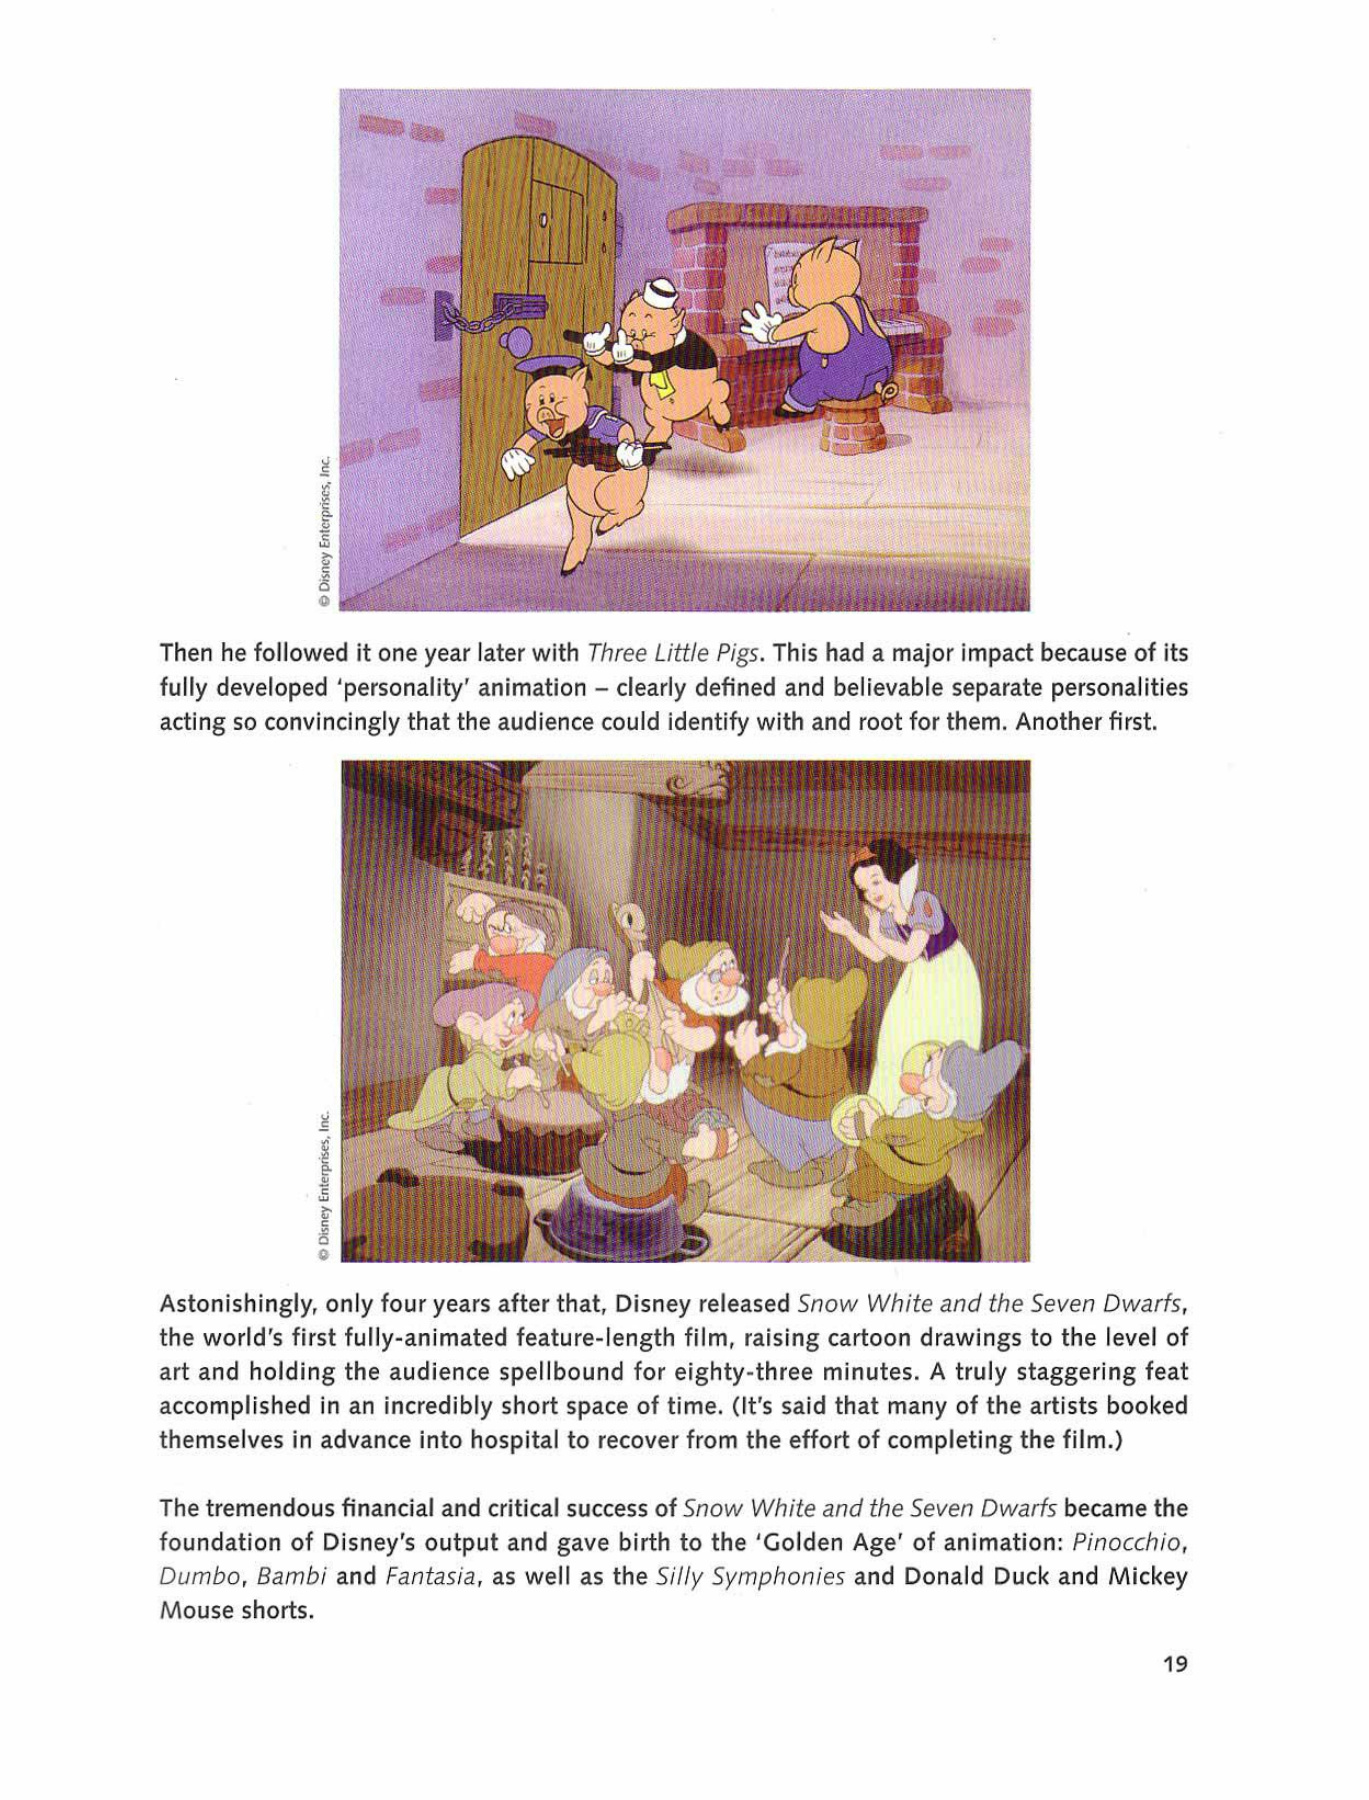 © Disney Enterprises, Inc.
Then he followed it one year later with Three Little Pigs. This had a major impact because of its
fully developed ‘personality’ animation – clearly defined and believable separate personalities
acting so convincingly that the audience could identify with and root for them. Another first.
© Disney Enterprises, Inc.
Astonishingly, only four years after that, Disney released Snow White and the Seven Dwarfs,
the world's first fully-animated feature-length film, raising cartoon drawings to the level of
art and holding the audience spellbound for eighty-three minutes. A truly staggering feat
accomplished in an incredibly short space of time. (It's said that many of the artists booked
themselves in advance into hospital to recover from the effort of completing the film.)
The tremendous financial and critical success of Snow White and the Seven Dwarfs became the
foundation of Disney's output and gave birth to the ‘Golden Age’ of animation: Pinocchio,
Dumbo, Bambi and Fantasia, as well as the Silly Symphonies and Donald Duck and Mickey
Mouse shorts.
19